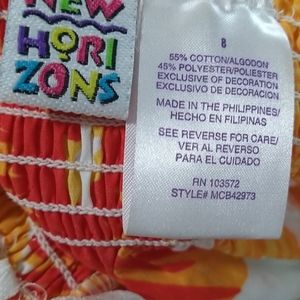 NEW
HORI
ZONS
8
55% COTTON/ALGODON
45% POLYESTER/POLIESTER
EXCLUSIVE OF DECORATION
EXCLUSIVO DE DECORACION
MADE IN THE PHILIPPINES/
HECHO EN FILIPINAS
SEE REVERSE FOR CARE/
VER AL REVERSO
PARA EL CUIDADO
RN 103572
STYLE# MCB42973